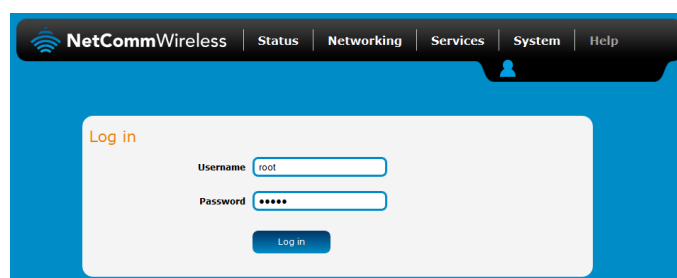 NetCommWireless Status Networking Services System Help
Log in
Username root
Password •••••
Log in